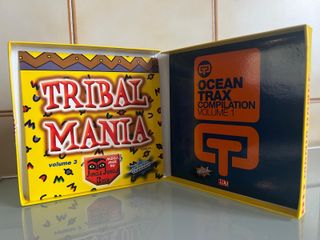 TRIBAL
MANIA
volume 3
OCEAN
TRAX
COMPILATION
VOLUME 1